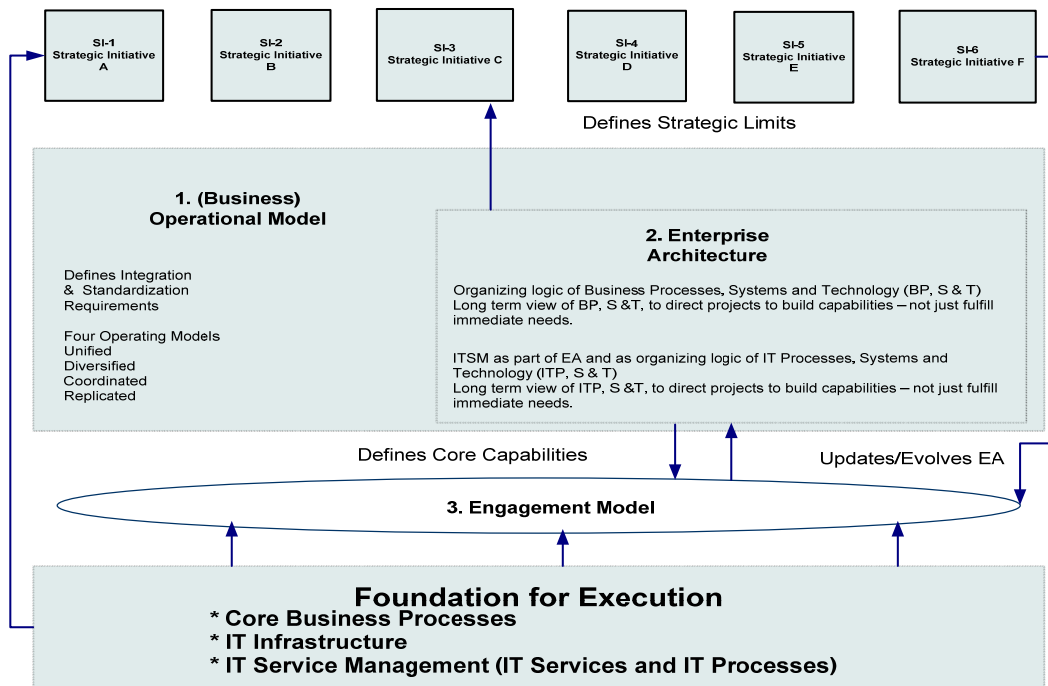 SI-1
Strategic Initiative
A
SI-2
Strategic Initiative
B
SI-3
Strategic Initiative C
SI-4
Strategic Initiative
D
SI-5
Strategic Initiative
E
SI-6
Strategic Initiative F
Defines Strategic Limits
1. (Business)
Operational Model
Defines Integration
& Standardization
Requirements
Four Operating Models
Unified
Diversified
Coordinated
Replicated
2. Enterprise
Architecture
Organizing logic of Business Processes, Systems and Technology (BP, S & T)
Long term view of BP, S &T, to direct projects to build capabilities – not just fulfill
immediate needs.
ITSM as part of EA and as organizing logic of IT Processes, Systems and
Technology (ITP, S & T)
Long term view of ITP, S &T, to direct projects to build capabilities – not just fulfill
immediate needs.
Defines Core Capabilities
Updates/Evolves EA
3. Engagement Model
Foundation for Execution
* Core Business Processes
* IT Infrastructure
* IT Service Management (IT Services and IT Processes)